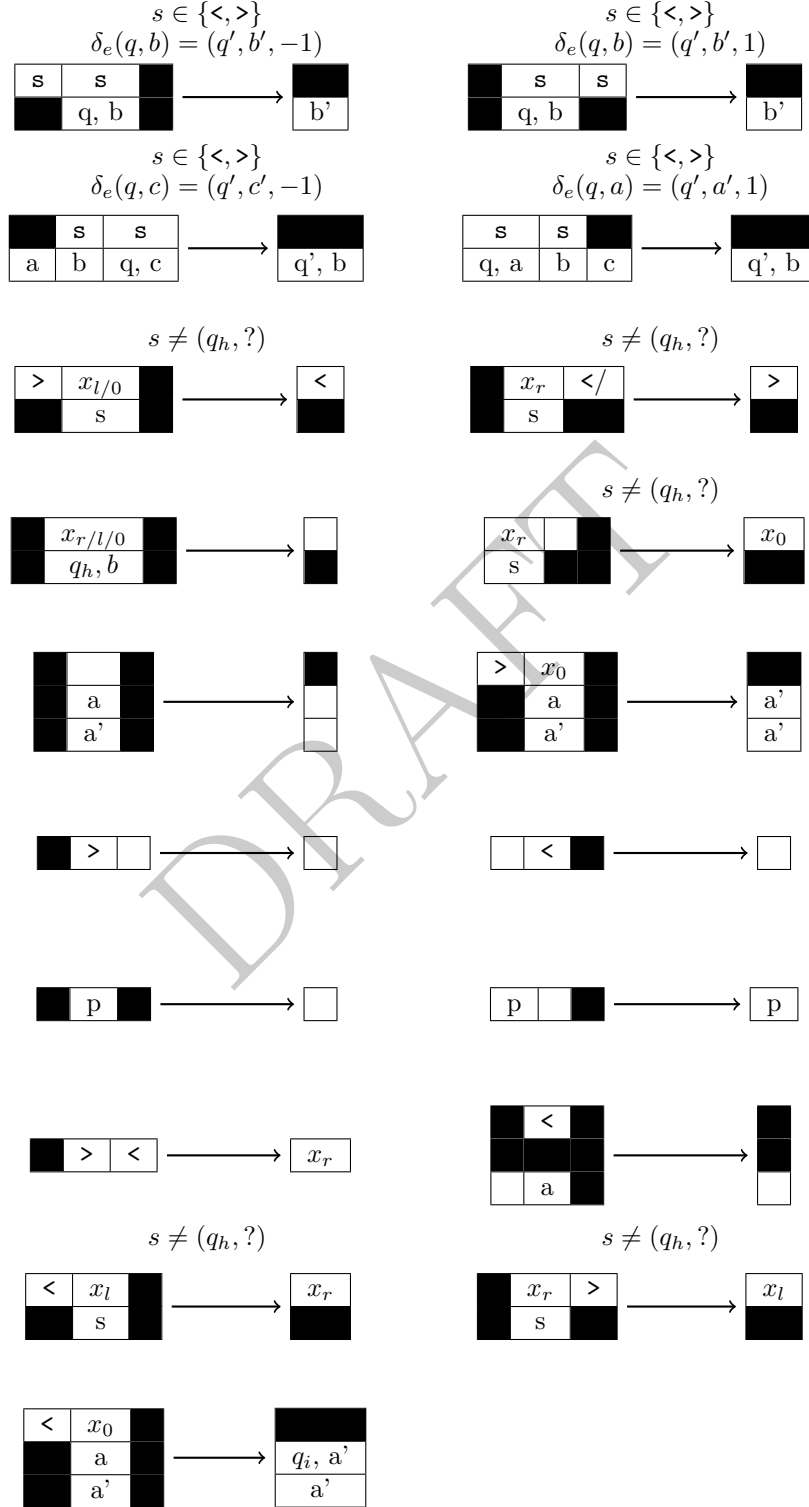 s ∈ {<, >}
δ_e(q, b) = (q′, b′, −1)
s s
q, b
b'
s ∈ {<, >}
δ_e(q, b) = (q′, b′, 1)
s s
q, b
b'
s ∈ {<, >}
δ_e(q, c) = (q′, c′, −1)
s s
a b q, c
q', b
s ∈ {<, >}
δ_e(q, a) = (q′, a′, 1)
s s
q, a b c
q', b
s ≠ (q_h, ?)
> x_{l/0}
s
<
s ≠ (q_h, ?)
x_r </
s
>
x_{r/l/0}
q_h, b
s ≠ (q_h, ?)
x_r
s
x_0
a
a'
> x_0
a
a'
a'
a'
>
<
p
p
p
> <
x_r
<
a
s ≠ (q_h, ?)
< x_l
s
x_r
s ≠ (q_h, ?)
x_r >
s
x_l
< x_0
a
a'
q_i, a'
a'
DRAFT